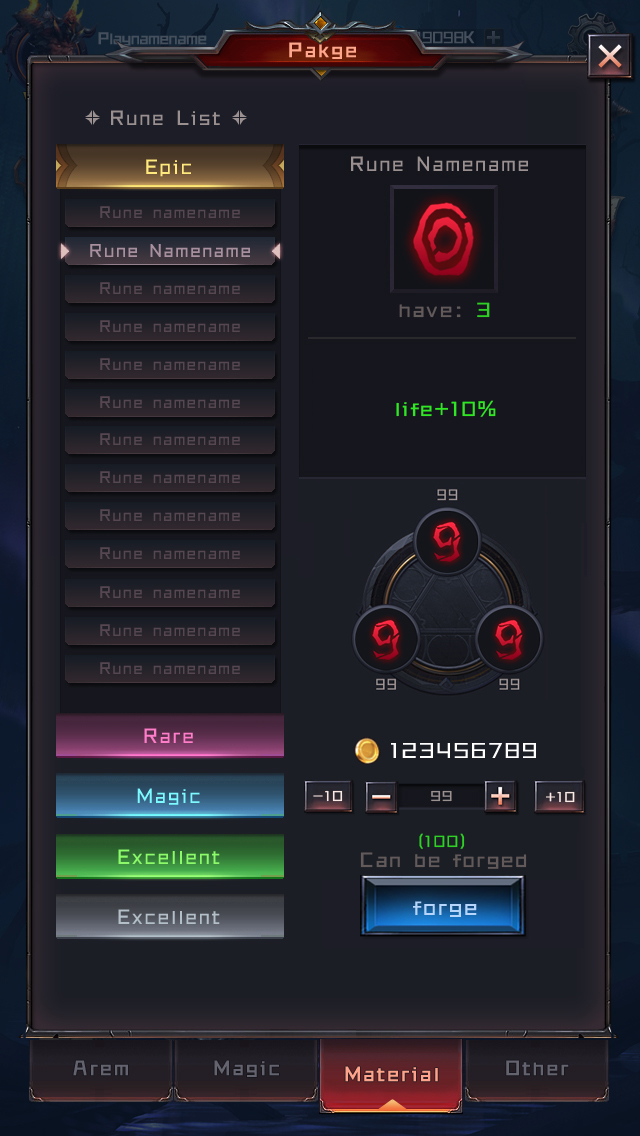 Playnamename
9098K
Pakge
Rune List
Epic
Rune namename
Rune Namename
Rune namename
Rune namename
Rune namename
Rune namename
Rune namename
Rune namename
Rune namename
Rune namename
Rune namename
Rune namename
Rune namename
Rare
Magic
Excellent
Excellent
Rune Namename
have: 3
life+10%
99
99
99
123456789
-10
99
+10
(100)
Can be forged
forge
Arem
Magic
Material
Other